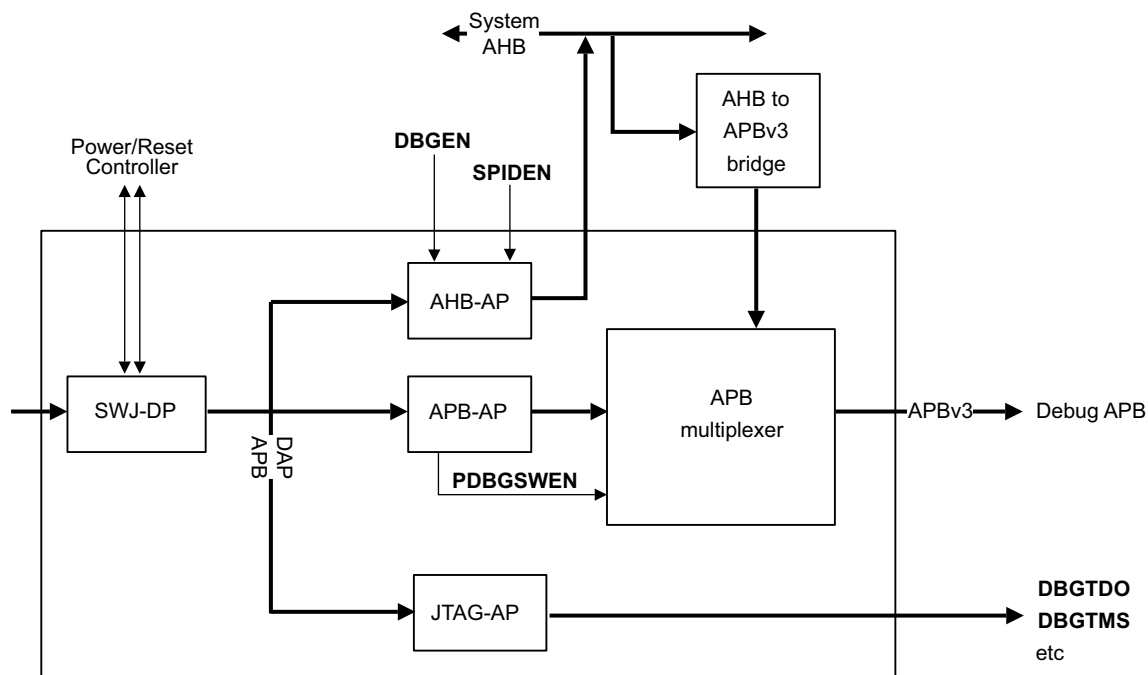 System
AHB
AHB to
APBv3
bridge
Power/Reset
Controller
DBGEN
SPIDEN
AHB-AP
SWJ-DP
APB-AP
APB
multiplexer
APBv3
Debug APB
DAP
APB
PDBGSWEN
JTAG-AP
DBGTDO
DBGTMS
etc